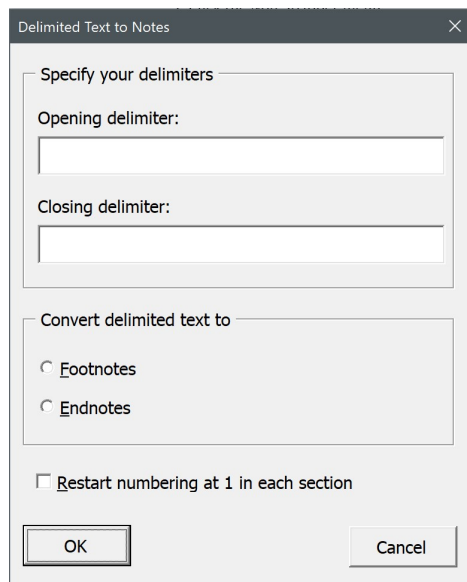 Delimited Text to Notes
Specify your delimiters
Opening delimiter:
Closing delimiter:
Convert delimited text to
Footnotes
Endnotes
Restart numbering at 1 in each section
OK
Cancel